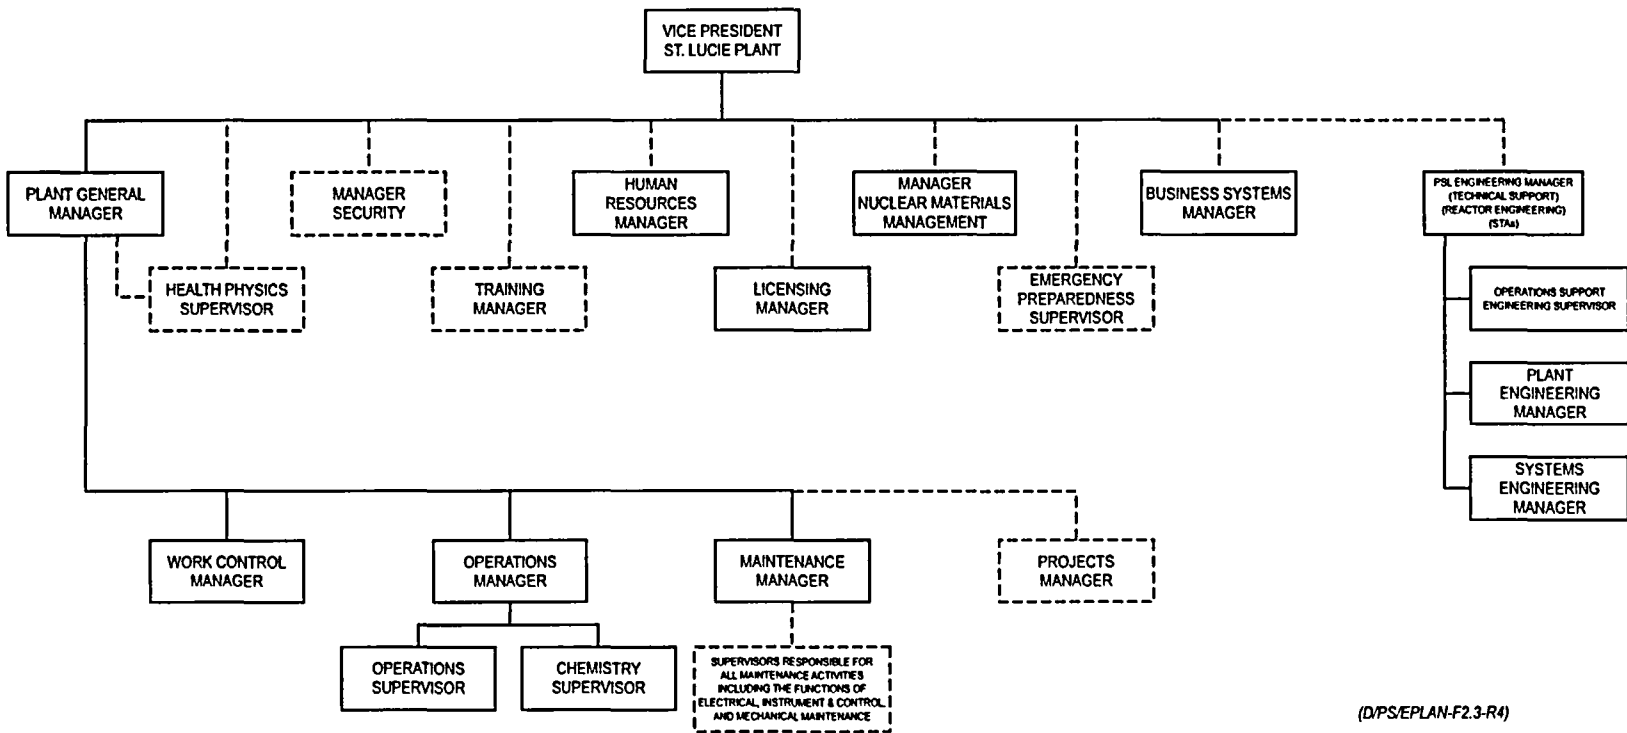 VICE PRESIDENT
ST. LUCIE PLANT
PLANT GENERAL
MANAGER
MANAGER
SECURITY
HUMAN
RESOURCES
MANAGER
MANAGER
NUCLEAR MATERIALS
MANAGEMENT
BUSINESS SYSTEMS
MANAGER
PSL ENGINEERING MANAGER
(TECHNICAL SUPPORT)
(REACTOR ENGINEERING)
(STAs)
HEALTH PHYSICS
SUPERVISOR
TRAINING
MANAGER
LICENSING
MANAGER
EMERGENCY
PREPAREDNESS
SUPERVISOR
OPERATIONS SUPPORT
ENGINEERING SUPERVISOR
PLANT
ENGINEERING
MANAGER
SYSTEMS
ENGINEERING
MANAGER
WORK CONTROL
MANAGER
OPERATIONS
MANAGER
MAINTENANCE
MANAGER
PROJECTS
MANAGER
OPERATIONS
SUPERVISOR
CHEMISTRY
SUPERVISOR
SUPERVISORS RESPONSIBLE FOR
ALL MAINTENANCE ACTIVITIES
INCLUDING THE FUNCTIONS OF
ELECTRICAL, INSTRUMENT & CONTROL,
AND MECHANICAL MAINTENANCE
(D/PS/EPLAN-F2.3-R4)